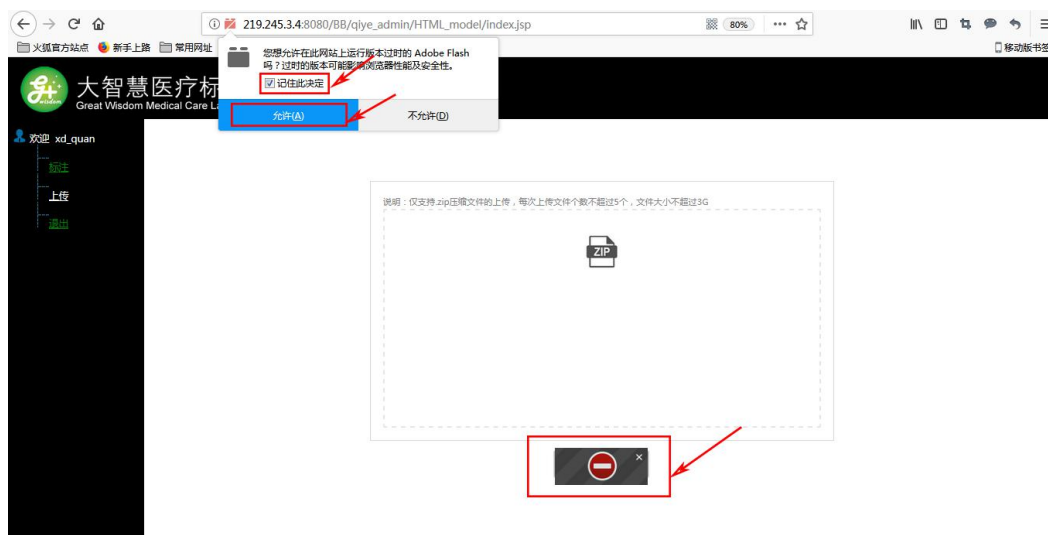 219.245.3.4:8080/BB/qiye_admin/HTML_model/index.jsp
80%
火狐官方站点 新手上路 常用网址
移动版书签
您想允许在此网站上运行版本过时的 Adobe Flash
吗？过时的版本可能影响浏览器性能及安全性。
记住此决定
允许(A) 不允许(D)
大智慧医疗标
Great Wisdom Medical Care La
欢迎 xd_quan
标注
上传
退出
说明：仅支持.zip压缩文件的上传，每次上传文件个数不超过5个，文件大小不超过3G
ZIP